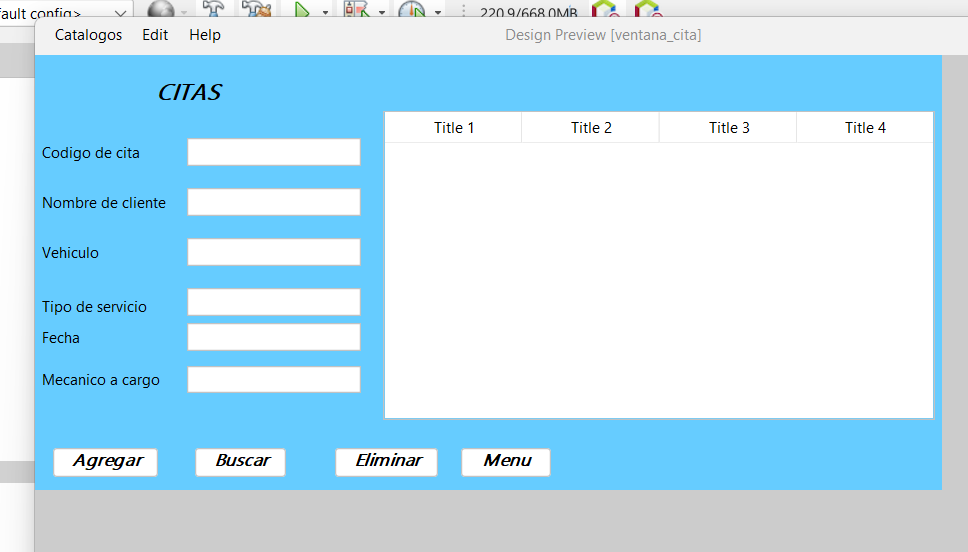 fault config>
220.9/668.0MB
Catalogos Edit Help
Design Preview [ventana_cita]
CITAS
Title 1 Title 2 Title 3 Title 4
Codigo de cita
Nombre de cliente
Vehiculo
Tipo de servicio
Fecha
Mecanico a cargo
Agregar Buscar Eliminar Menu